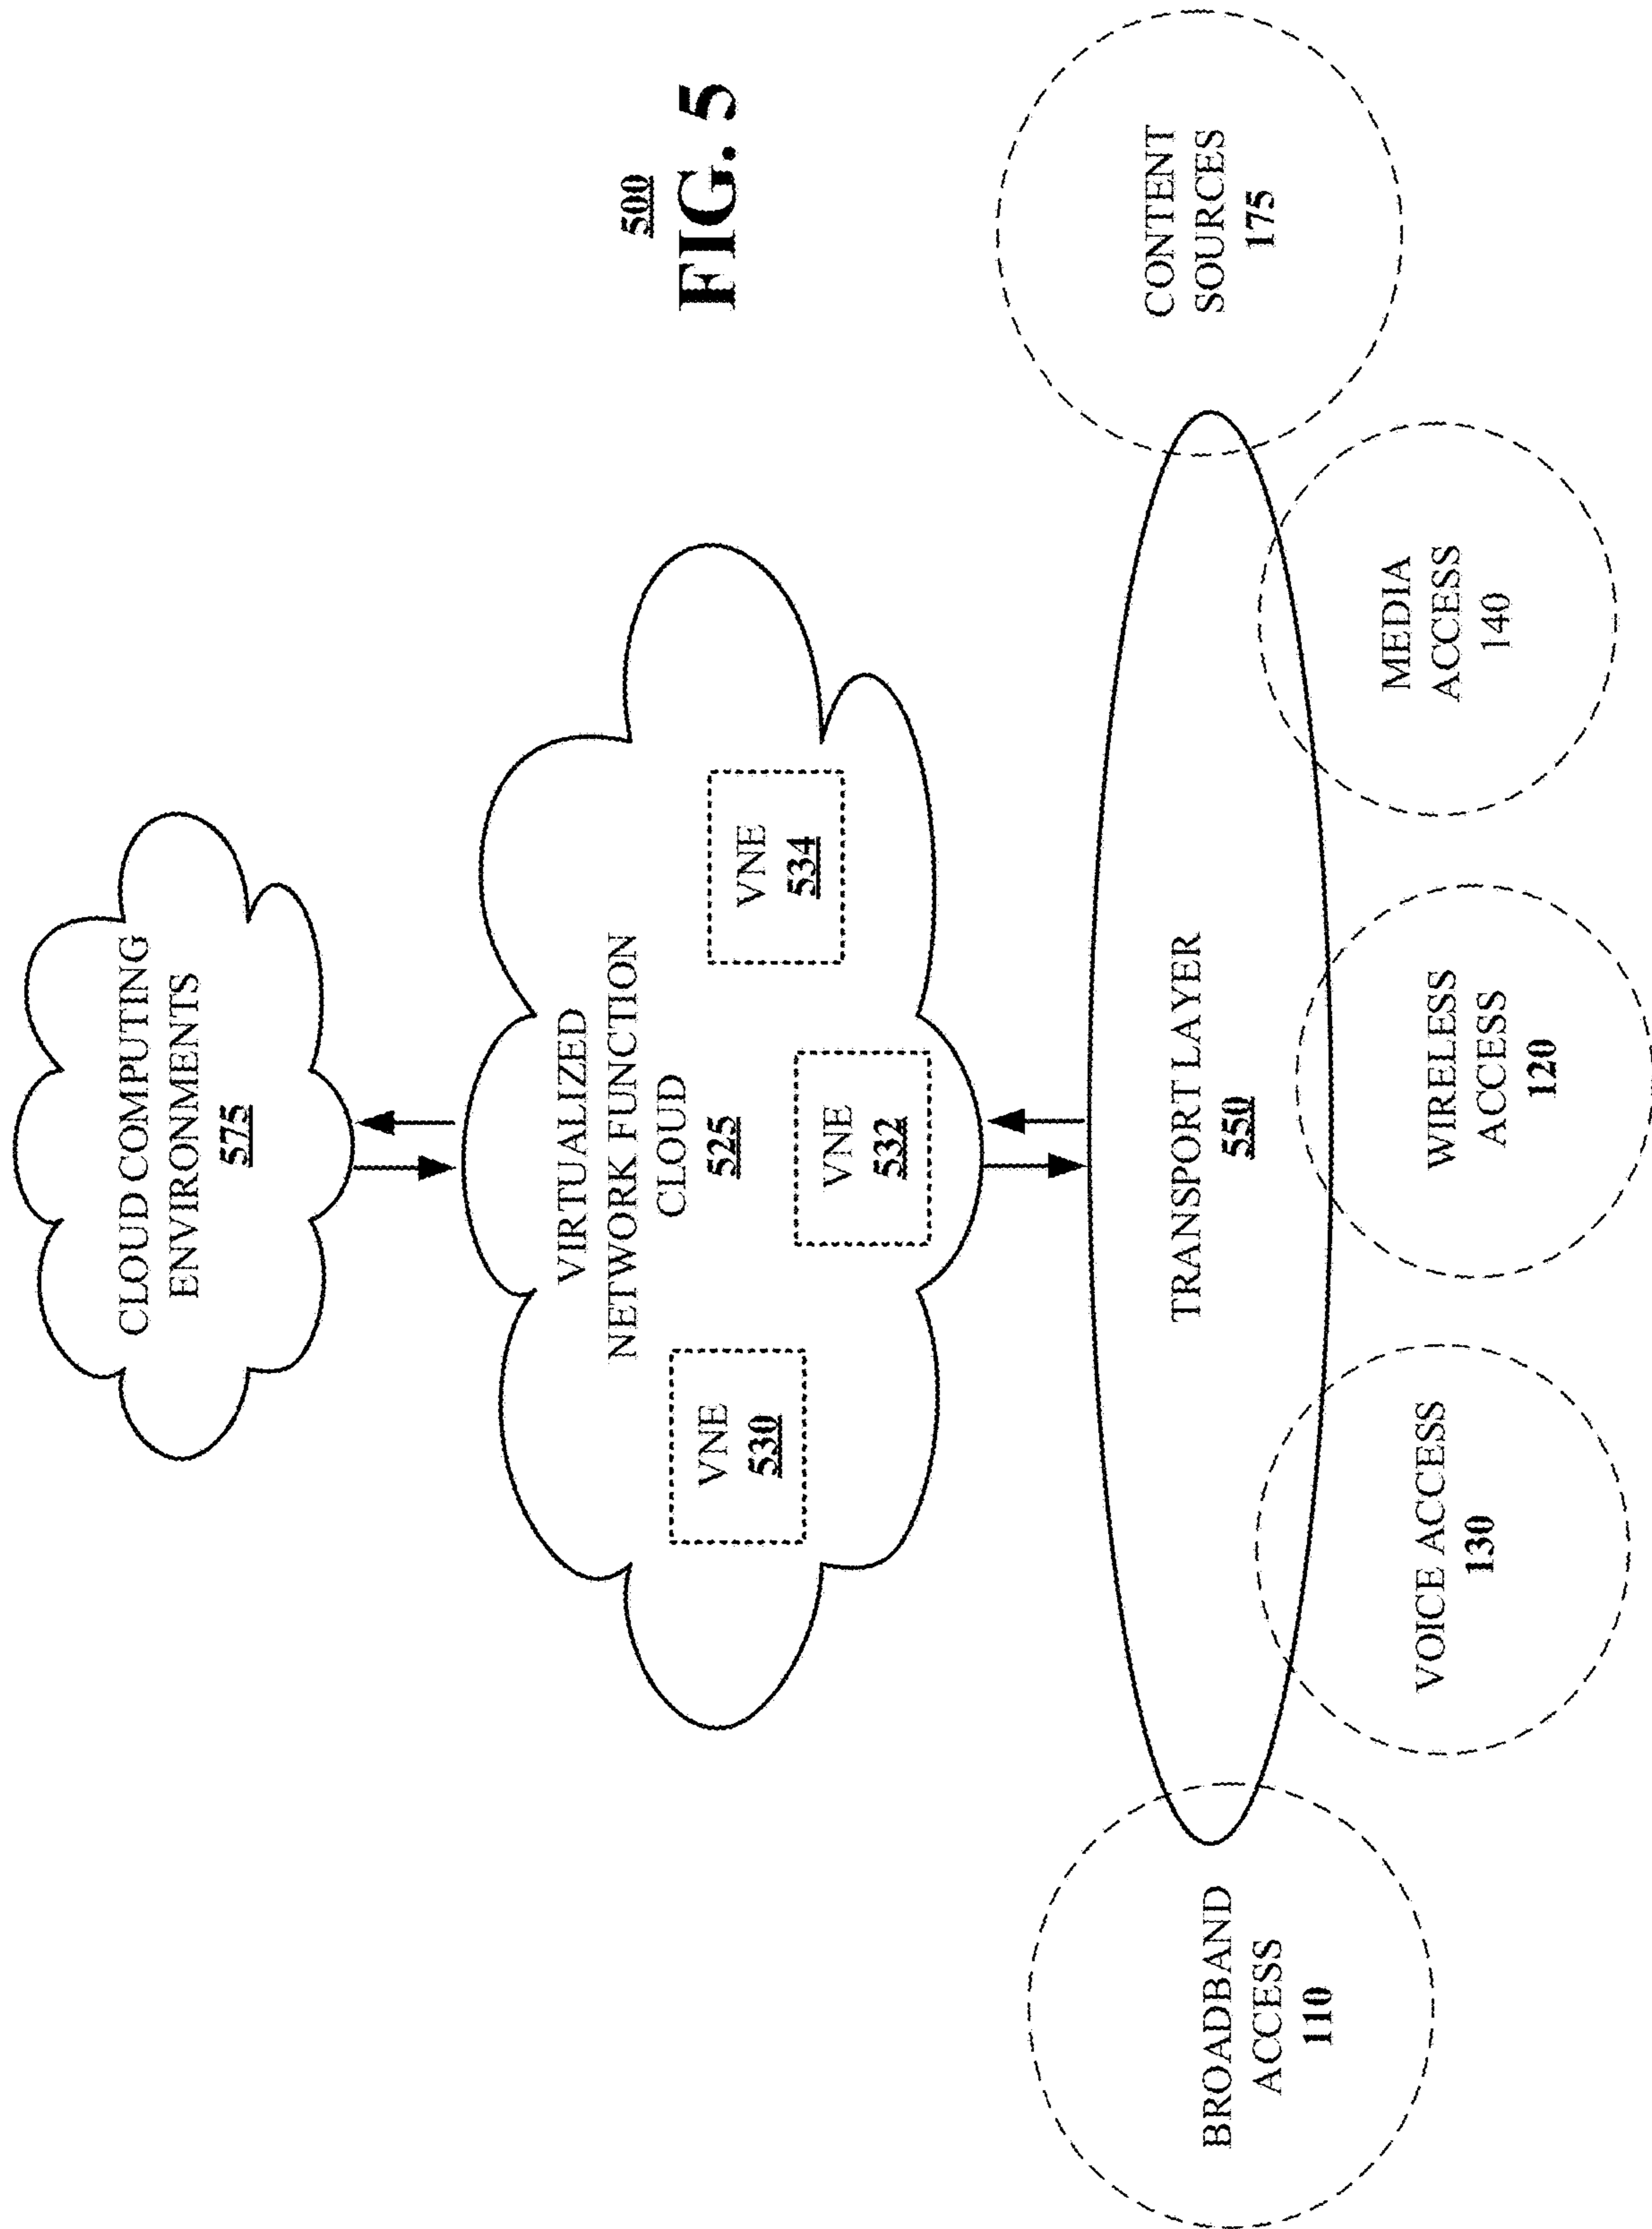 CLOUD COMPUTING
ENVIRONMENTS
575
VIRTUALIZED
NETWORK FUNCTION
CLOUD
525
VNE
530
VNE
532
VNE
534
500
FIG. 5
TRANSPORT LAYER
550
BROADBAND
ACCESS
110
VOICE ACCESS
130
WIRELESS
ACCESS
120
MEDIA
ACCESS
140
CONTENT
SOURCES
175